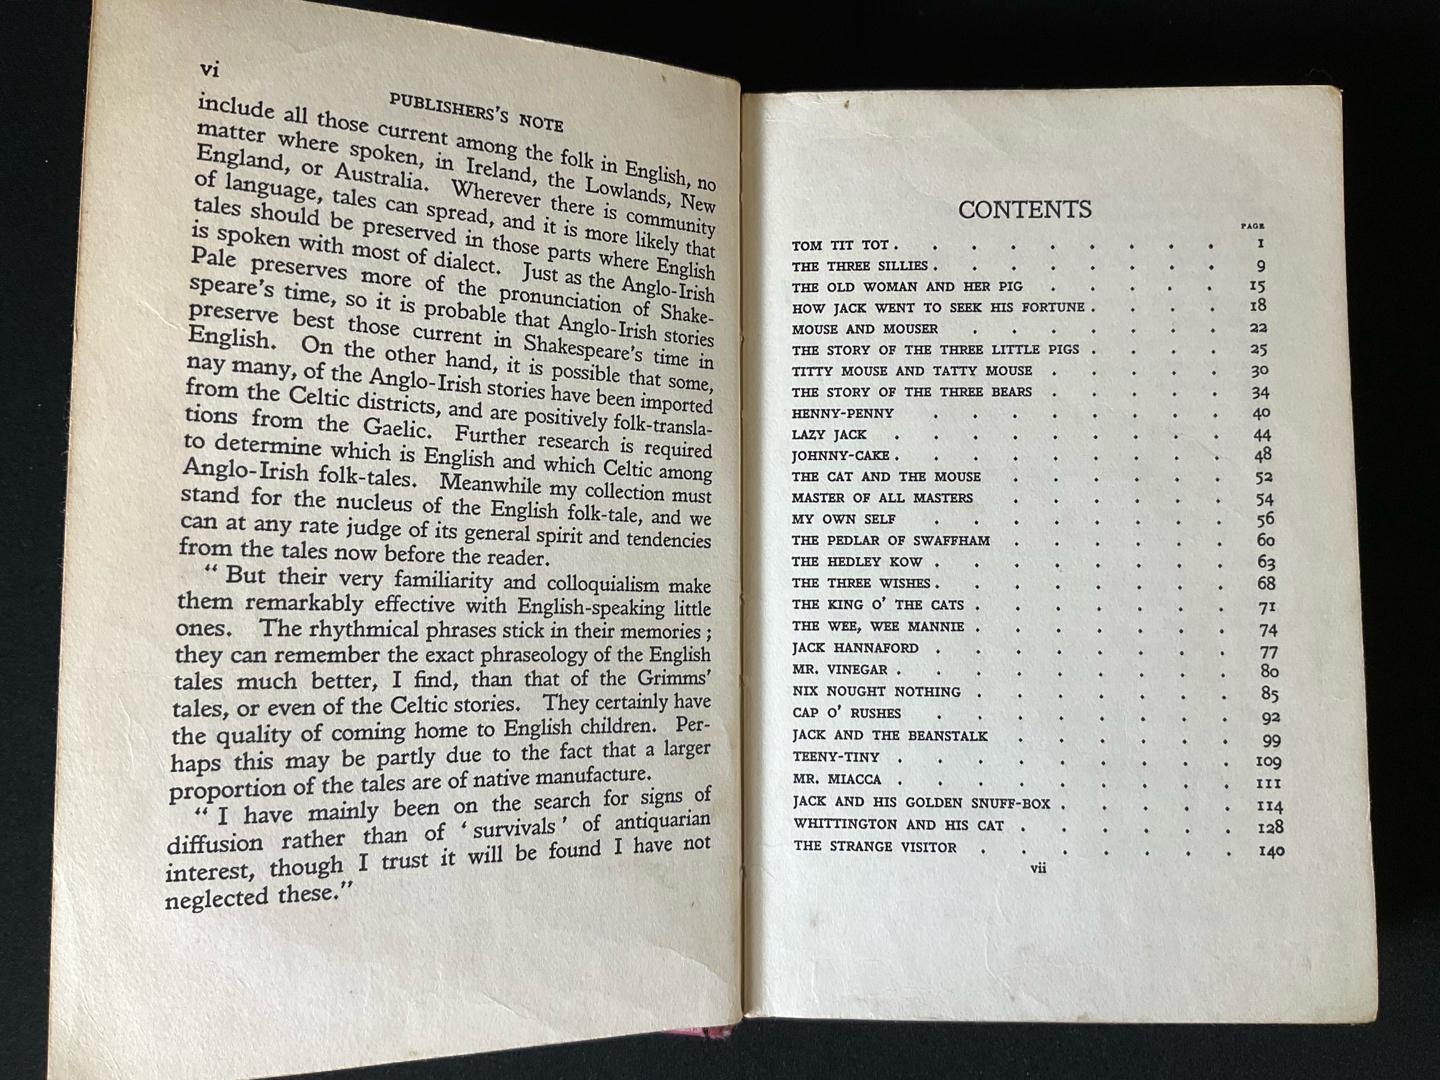 vi
PUBLISHERS'S NOTE
include all those current among the folk in English, no
matter where spoken, in Ireland, the Lowlands, New
England, or Australia. Wherever there is community
of language, tales can spread, and it is more likely that
tales should be preserved in those parts where English
is spoken with most of dialect. Just as the Anglo-Irish
Pale preserves more of the pronunciation of Shake-
speare's time, so it is probable that Anglo-Irish stories
preserve best those current in Shakespeare's time in
English. On the other hand, it is possible that some,
nay many, of the Anglo-Irish stories have been imported
from the Celtic districts, and are positively folk-transla-
tions from the Gaelic. Further research is required
to determine which is English and which Celtic among
Anglo-Irish folk-tales. Meanwhile my collection must
stand for the nucleus of the English folk-tale, and we
can at any rate judge of its general spirit and tendencies
from the tales now before the reader.
“ But their very familiarity and colloquialism make
them remarkably effective with English-speaking little
ones. The rhythmical phrases stick in their memories ;
they can remember the exact phraseology of the English
tales much better, I find, than that of the Grimms'
tales, or even of the Celtic stories. They certainly have
the quality of coming home to English children. Per-
haps this may be partly due to the fact that a larger
proportion of the tales are of native manufacture.
“ I have mainly been on the search for signs of
diffusion rather than of ‘ survivals ’ of antiquarian
interest, though I trust it will be found I have not
neglected these.”
CONTENTS
PAGE
TOM TIT TOT . . . . . . . . . 1
THE THREE SILLIES . . . . . . . . 9
THE OLD WOMAN AND HER PIG . . . . . 15
HOW JACK WENT TO SEEK HIS FORTUNE . . . . 18
MOUSE AND MOUSER . . . . . . . 22
THE STORY OF THE THREE LITTLE PIGS . . . . 25
TITTY MOUSE AND TATTY MOUSE . . . . . 30
THE STORY OF THE THREE BEARS . . . . . 34
HENNY-PENNY . . . . . . . . 40
LAZY JACK . . . . . . . . . 44
JOHNNY-CAKE . . . . . . . . . 48
THE CAT AND THE MOUSE . . . . . . 52
MASTER OF ALL MASTERS . . . . . . 54
MY OWN SELF . . . . . . . . 56
THE PEDLAR OF SWAFFHAM . . . . . . 60
THE HEDLEY KOW . . . . . . . . 63
THE THREE WISHES . . . . . . . . 68
THE KING O' THE CATS . . . . . . . 71
THE WEE, WEE MANNIE . . . . . . . 74
JACK HANNAFORD . . . . . . . . 77
MR. VINEGAR . . . . . . . . . 80
NIX NOUGHT NOTHING . . . . . . . 85
CAP O' RUSHES . . . . . . . . 92
JACK AND THE BEANSTALK . . . . . . 99
TEENY-TINY . . . . . . . . . 109
MR. MIACCA . . . . . . . . . 111
JACK AND HIS GOLDEN SNUFF-BOX . . . . . 114
WHITTINGTON AND HIS CAT . . . . . . 128
THE STRANGE VISITOR . . . . . . . 140
vii